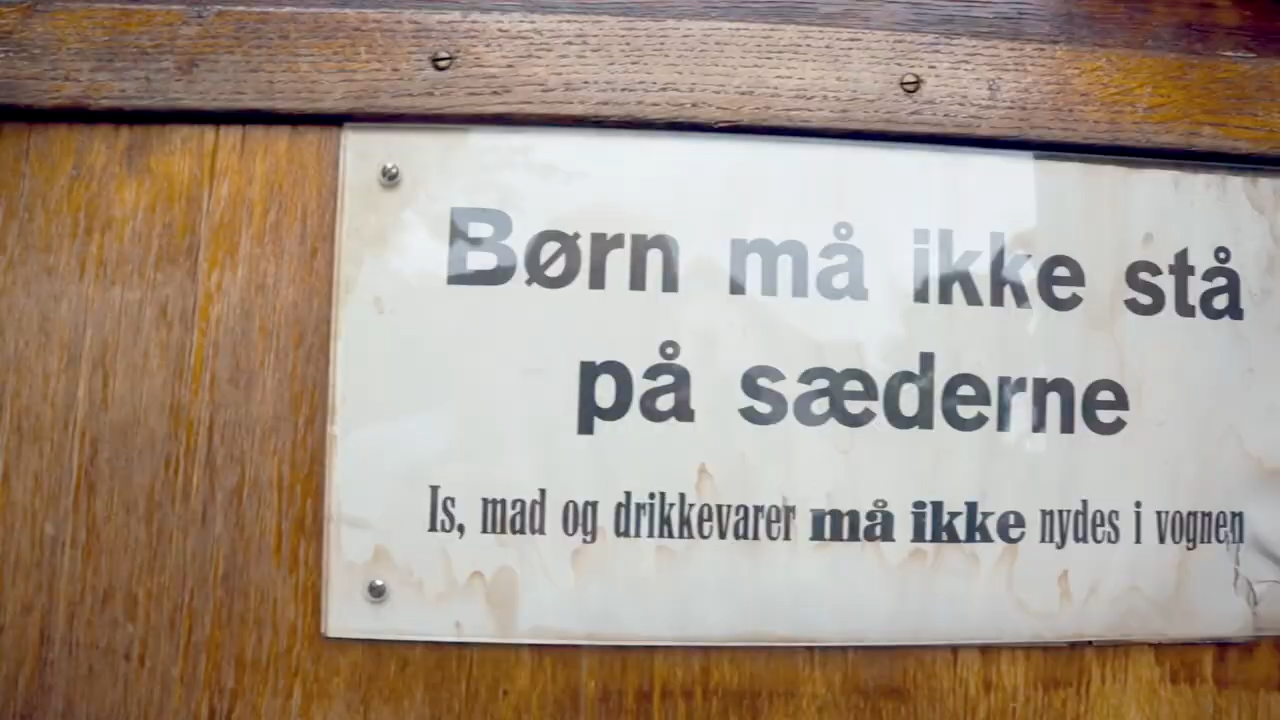 Børn må ikke stå
på sæderne
Is, mad og drikkevarer må ikke nydes i vognen